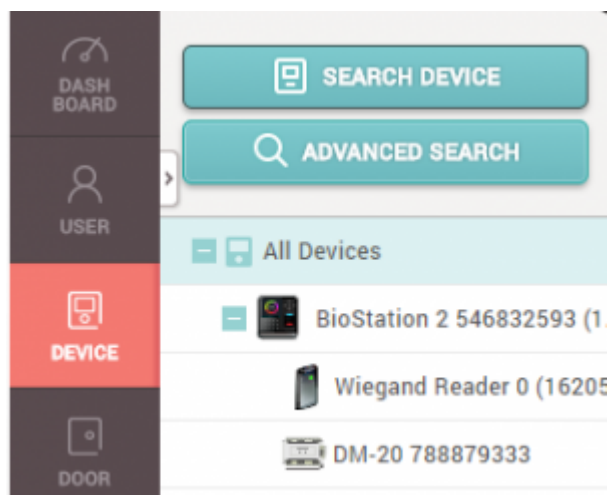 DASH
BOARD
USER
DEVICE
DOOR
SEARCH DEVICE
ADVANCED SEARCH
All Devices
BioStation 2 546832593 (1.
Wiegand Reader 0 (16205
DM-20 788879333